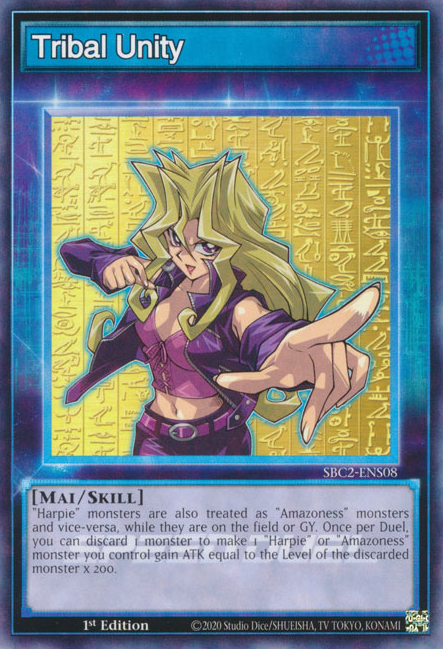 Tribal Unity
SBC2-ENS08
[MAI/SKILL]
"Harpie" monsters are also treated as "Amazoness" monsters
and vice-versa, while they are on the field or GY. Once per Duel,
you can discard 1 monster to make 1 "Harpie" or "Amazoness"
monster you control gain ATK equal to the Level of the discarded
monster x 200.
1st Edition
©2020 Studio Dice/SHUEISHA, TV TOKYO, KONAMI